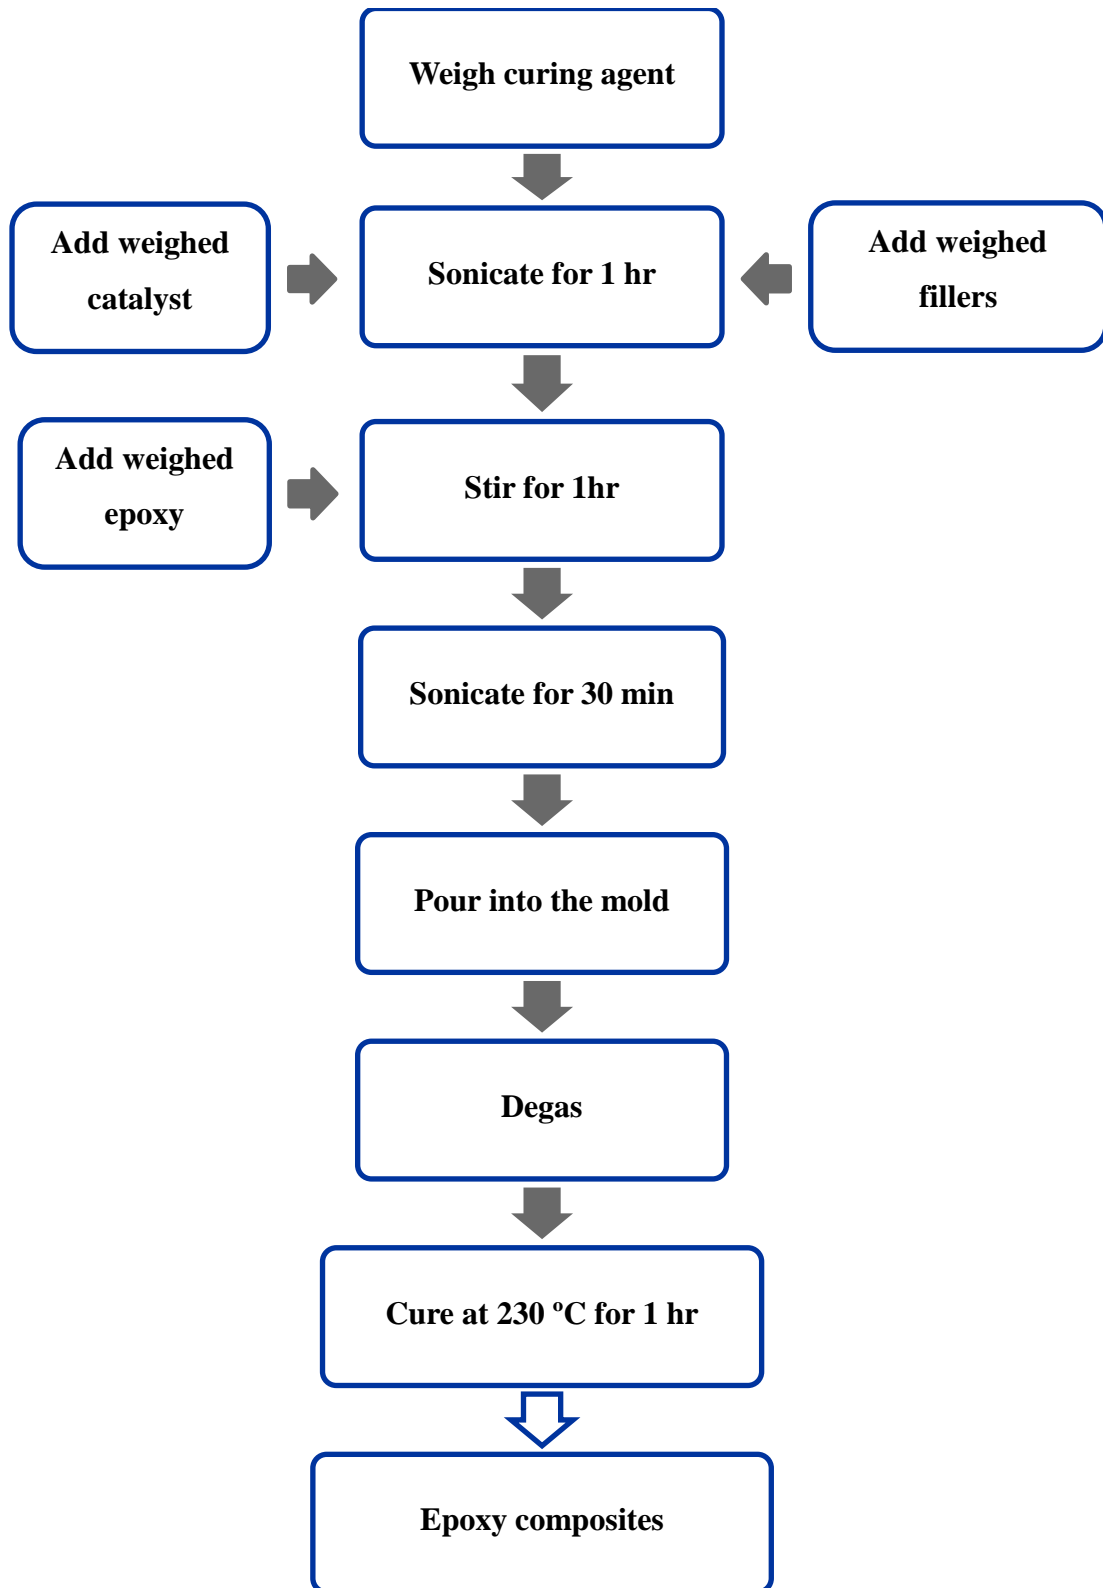 Weigh curing agent
Add weighed
catalyst
Sonicate for 1 hr
Add weighed
fillers
Add weighed
epoxy
Stir for 1hr
Sonicate for 30 min
Pour into the mold
Degas
Cure at 230 ºC for 1 hr
Epoxy composites